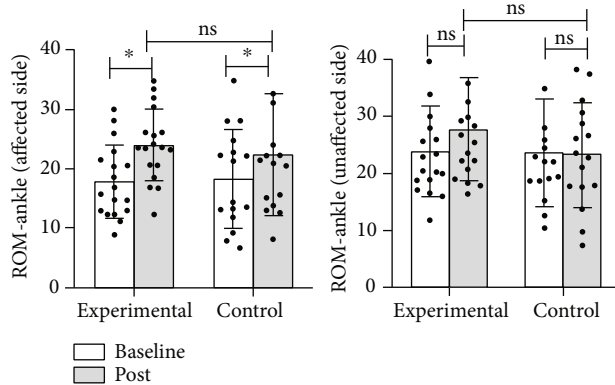 ns
ns
* *
ns ns
ROM-ankle (affected side)
40
30
20
10
0
Experimental Control
ROM-ankle (unaffected side)
40
30
20
10
0
Experimental Control
Baseline
Post